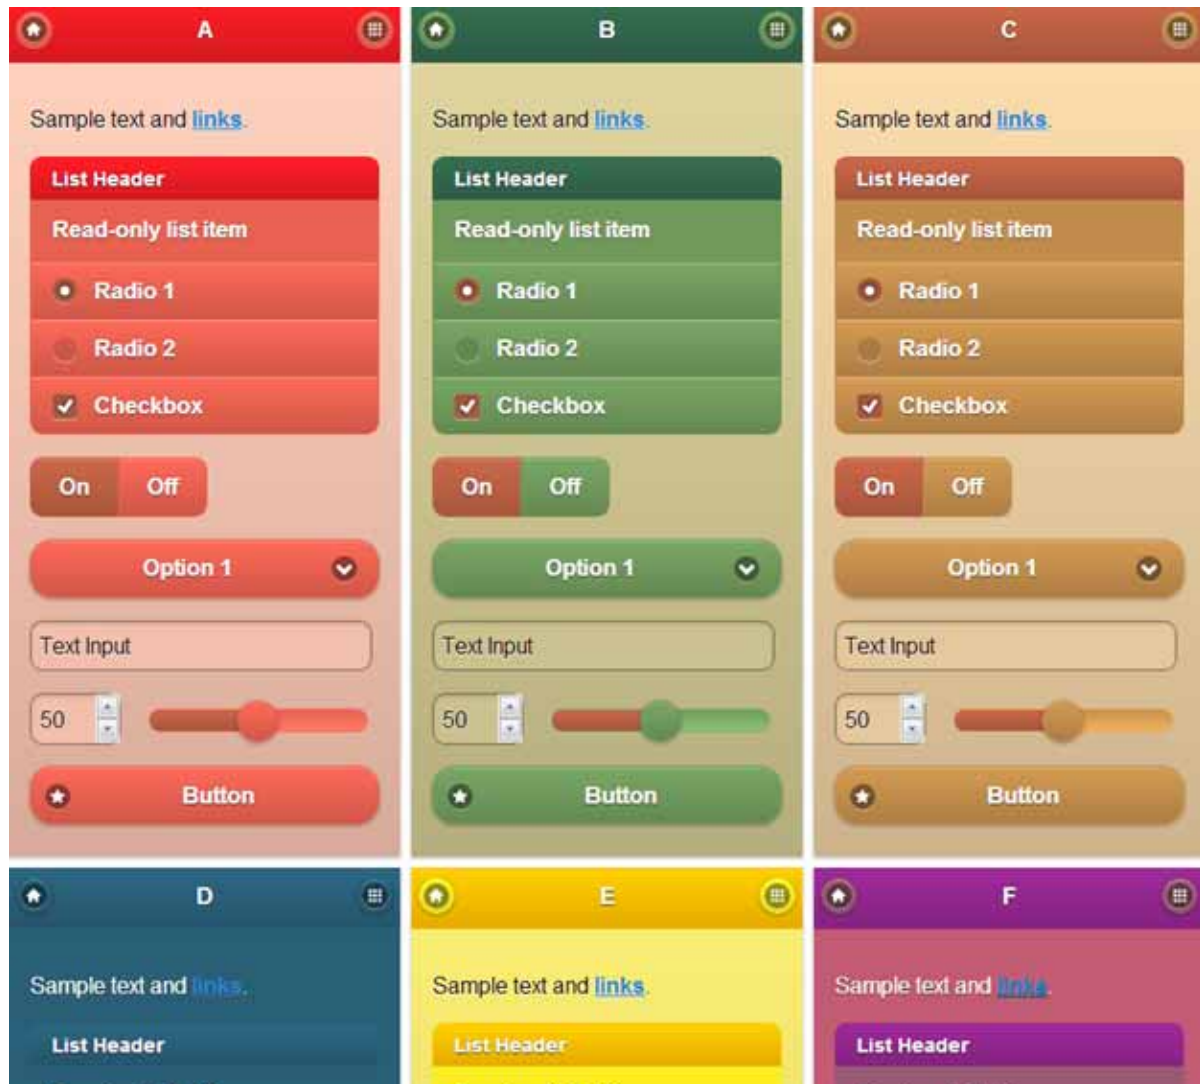 A
Sample text and links.
List Header
Read-only list item
Radio 1
Radio 2
Checkbox
On Off
Option 1
Text Input
50
Button
B
Sample text and links.
List Header
Read-only list item
Radio 1
Radio 2
Checkbox
On Off
Option 1
Text Input
50
Button
C
Sample text and links.
List Header
Read-only list item
Radio 1
Radio 2
Checkbox
On Off
Option 1
Text Input
50
Button
D
Sample text and links.
List Header
E
Sample text and links.
List Header
F
Sample text and links.
List Header